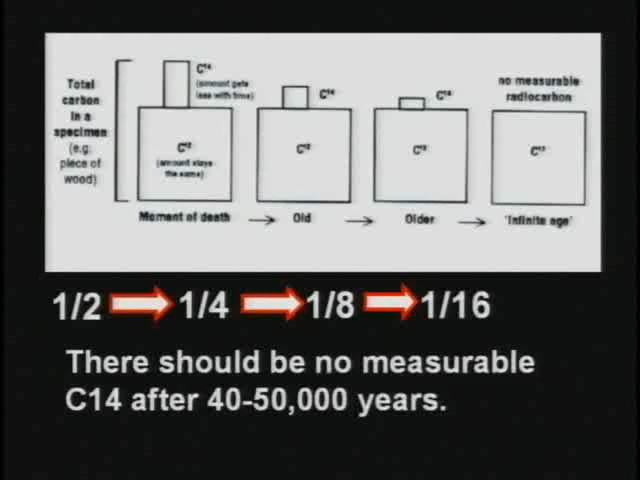 Total
carbon
in a
specimen
(e.g.
piece of
wood)
C14
(amount gets
less with time)
C12
(amount stays
the same)
C14
C12
C14
C12
no measurable
radiocarbon
C12
Moment of death → Old → Older → 'Infinite age'
1/2 1/4 1/8 1/16
There should be no measurable
C14 after 40-50,000 years.